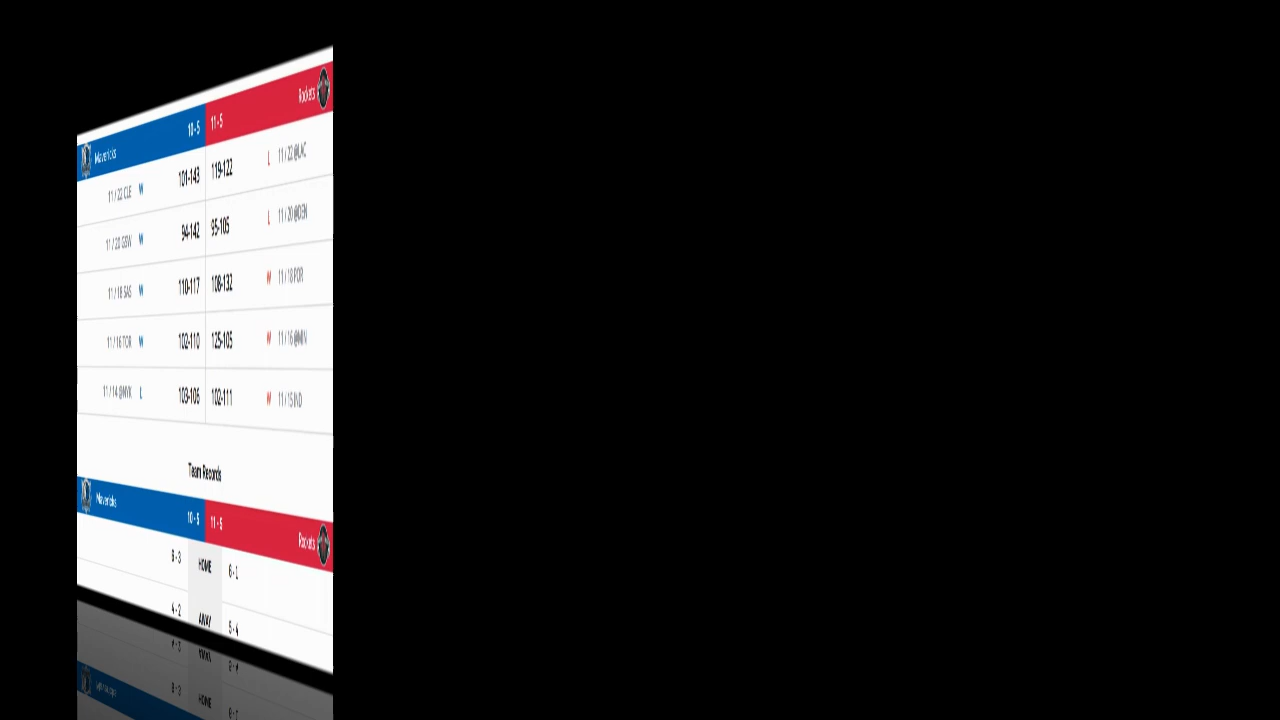 Mavericks 10-5 11-5 Rockets
11 / 22 CLE W 101-143 119-122 L 11 / 22 @LAC
11 / 20 GSW W 94-142 95-105 L 11 / 20 @DEN
11 / 18 SAS W 110-117 108-132 W 11 / 18 POR
11 / 16 TOR W 102-110 125-105 W 11 / 16 @MIN
11 / 14 @NYK L 103-106 102-111 W 11 / 15 IND
Team Records
Mavericks 10-5 11-5 Rockets
HOME 6-1
4-2 AWAY 5-4